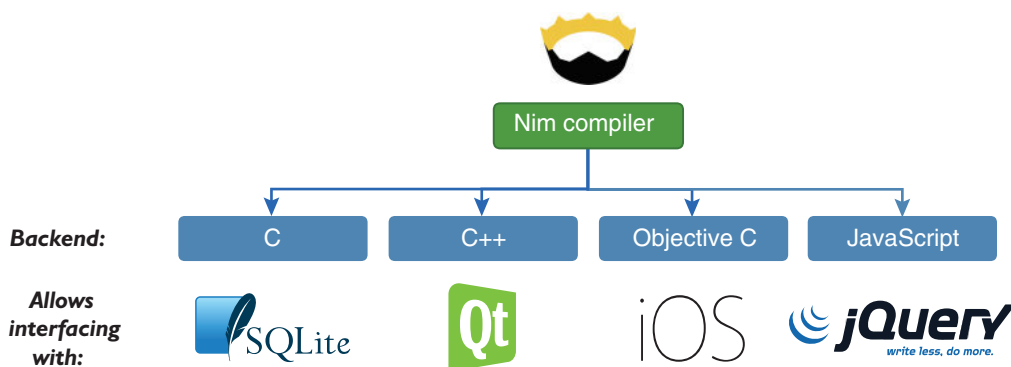 Nim compiler
Backend:
C
C++
Objective C
JavaScript
Allows
interfacing
with:
SQLite
Qt
iOS
jQuery
write less, do more.